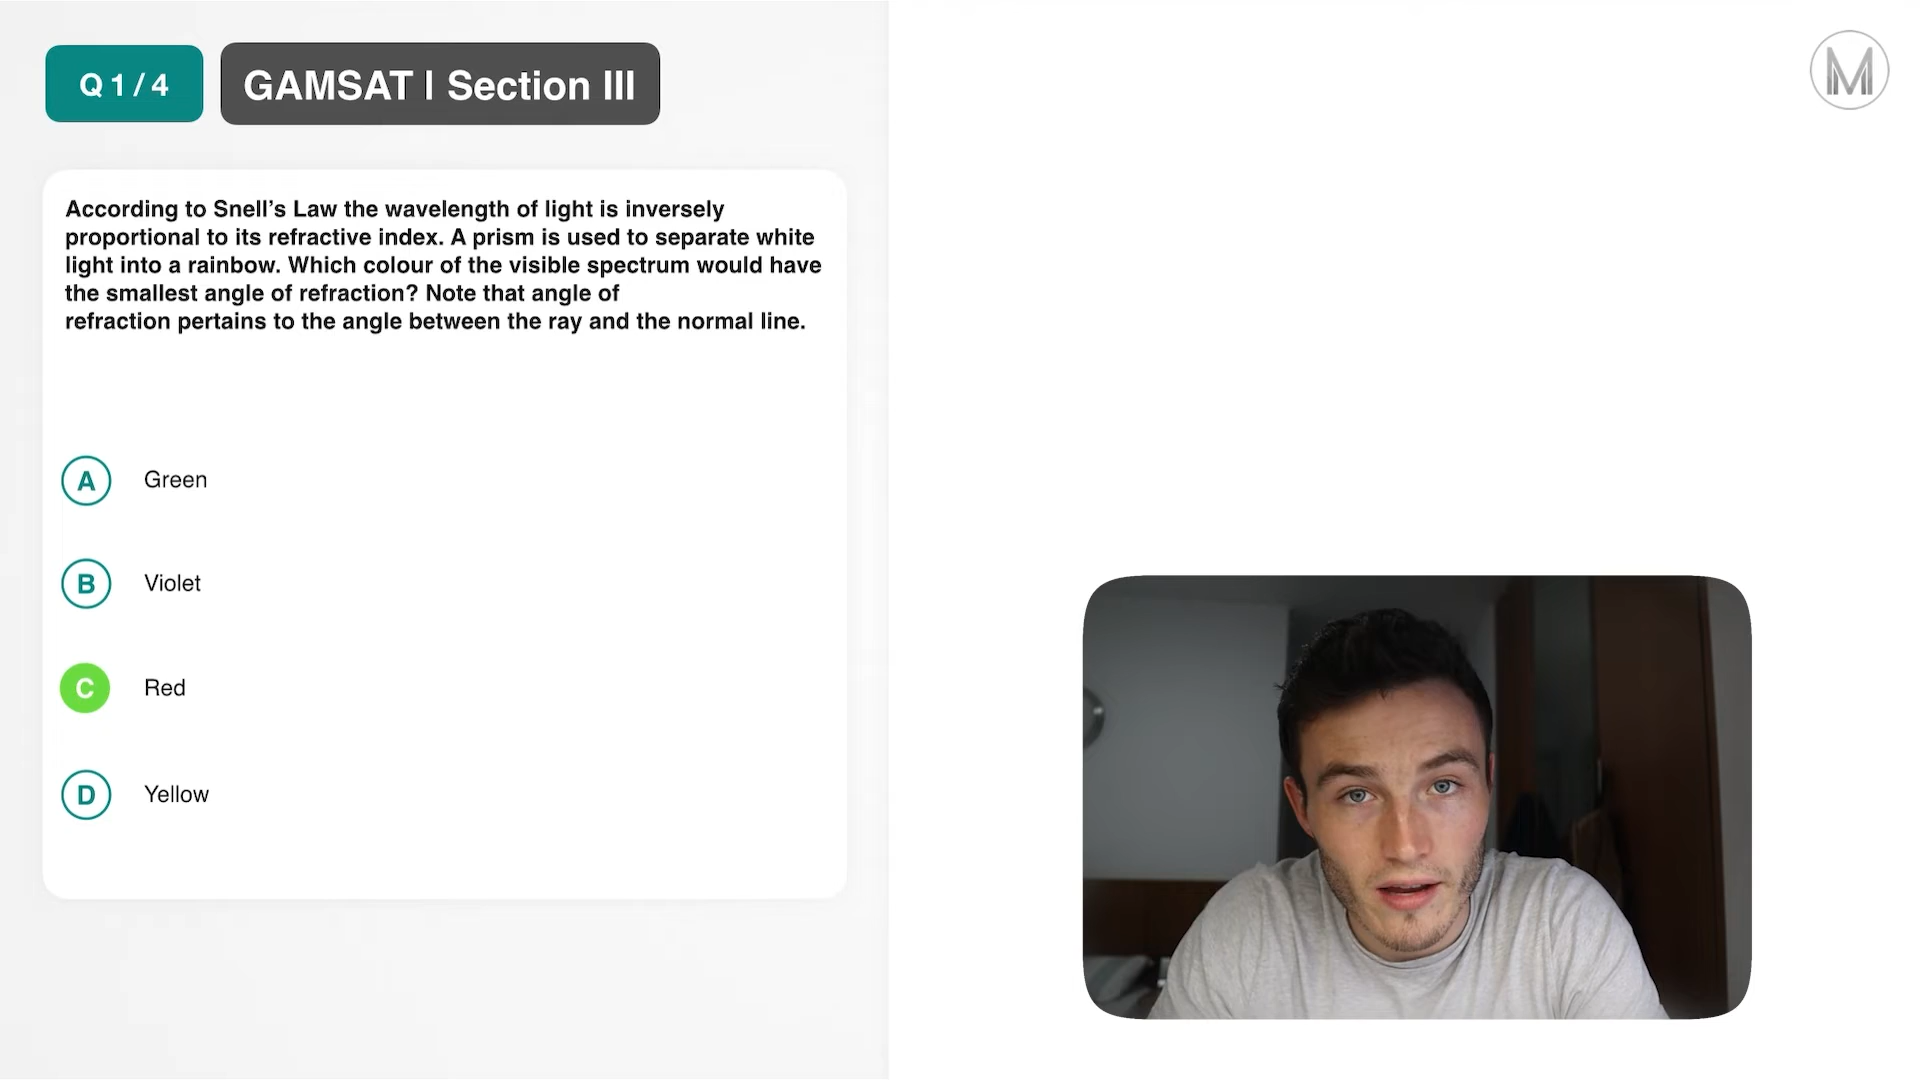 Q 1 / 4
GAMSAT | Section III
According to Snell's Law the wavelength of light is inversely
proportional to its refractive index. A prism is used to separate white
light into a rainbow. Which colour of the visible spectrum would have
the smallest angle of refraction? Note that angle of
refraction pertains to the angle between the ray and the normal line.
A Green
B Violet
C Red
D Yellow
M